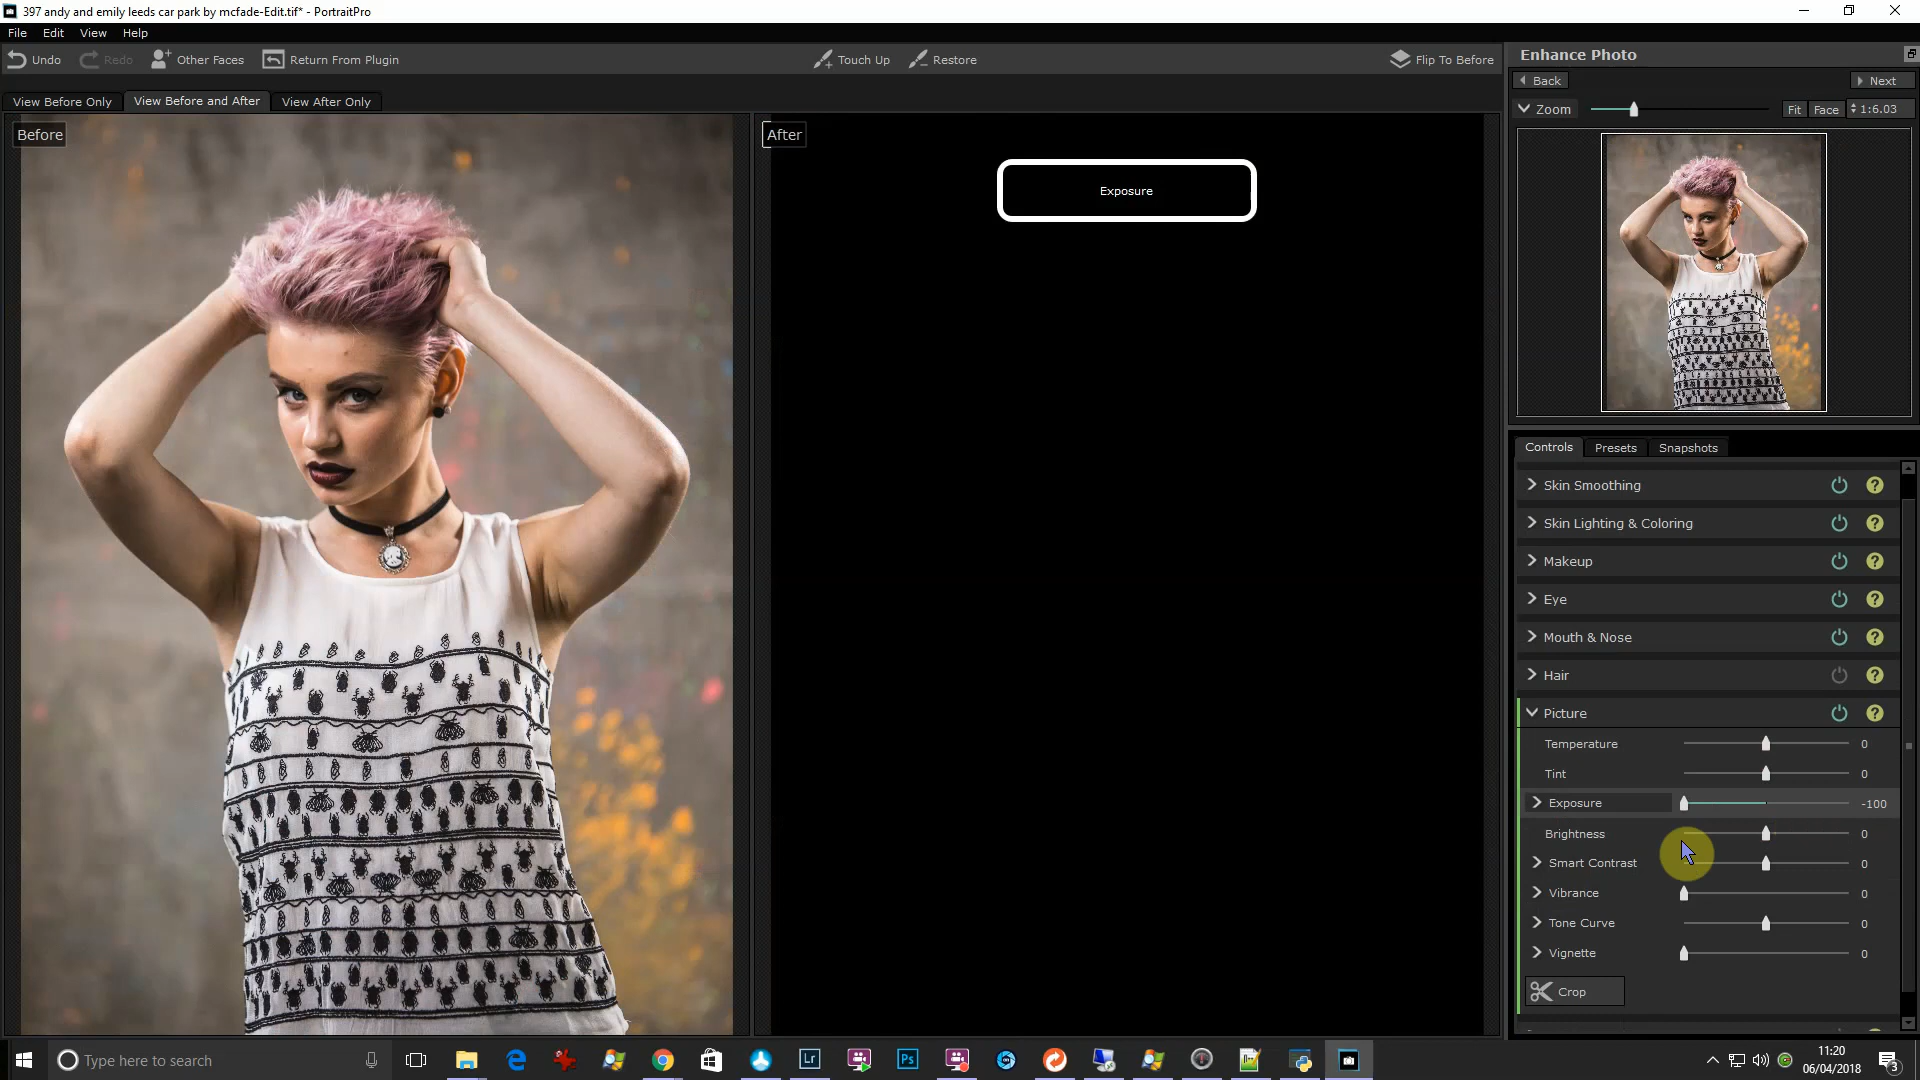 397 andy and emily leeds car park by mcfade-Edit.tif* - PortraitPro
File Edit View Help
Undo Redo Other Faces Return From Plugin Touch Up Restore Flip To Before
View Before Only View Before and After View After Only
Before
After
Exposure
Enhance Photo
Back Next
Zoom Fit Face 1:6.03
Controls Presets Snapshots
Skin Smoothing ?
Skin Lighting & Coloring ?
Makeup ?
Eye ?
Mouth & Nose ?
Hair ?
Picture ?
Temperature 0
Tint 0
Exposure -100
Brightness 0
Smart Contrast 0
Vibrance 0
Tone Curve 0
Vignette 0
Crop
Type here to search
Lr
Ps
11:20
06/04/2018
3